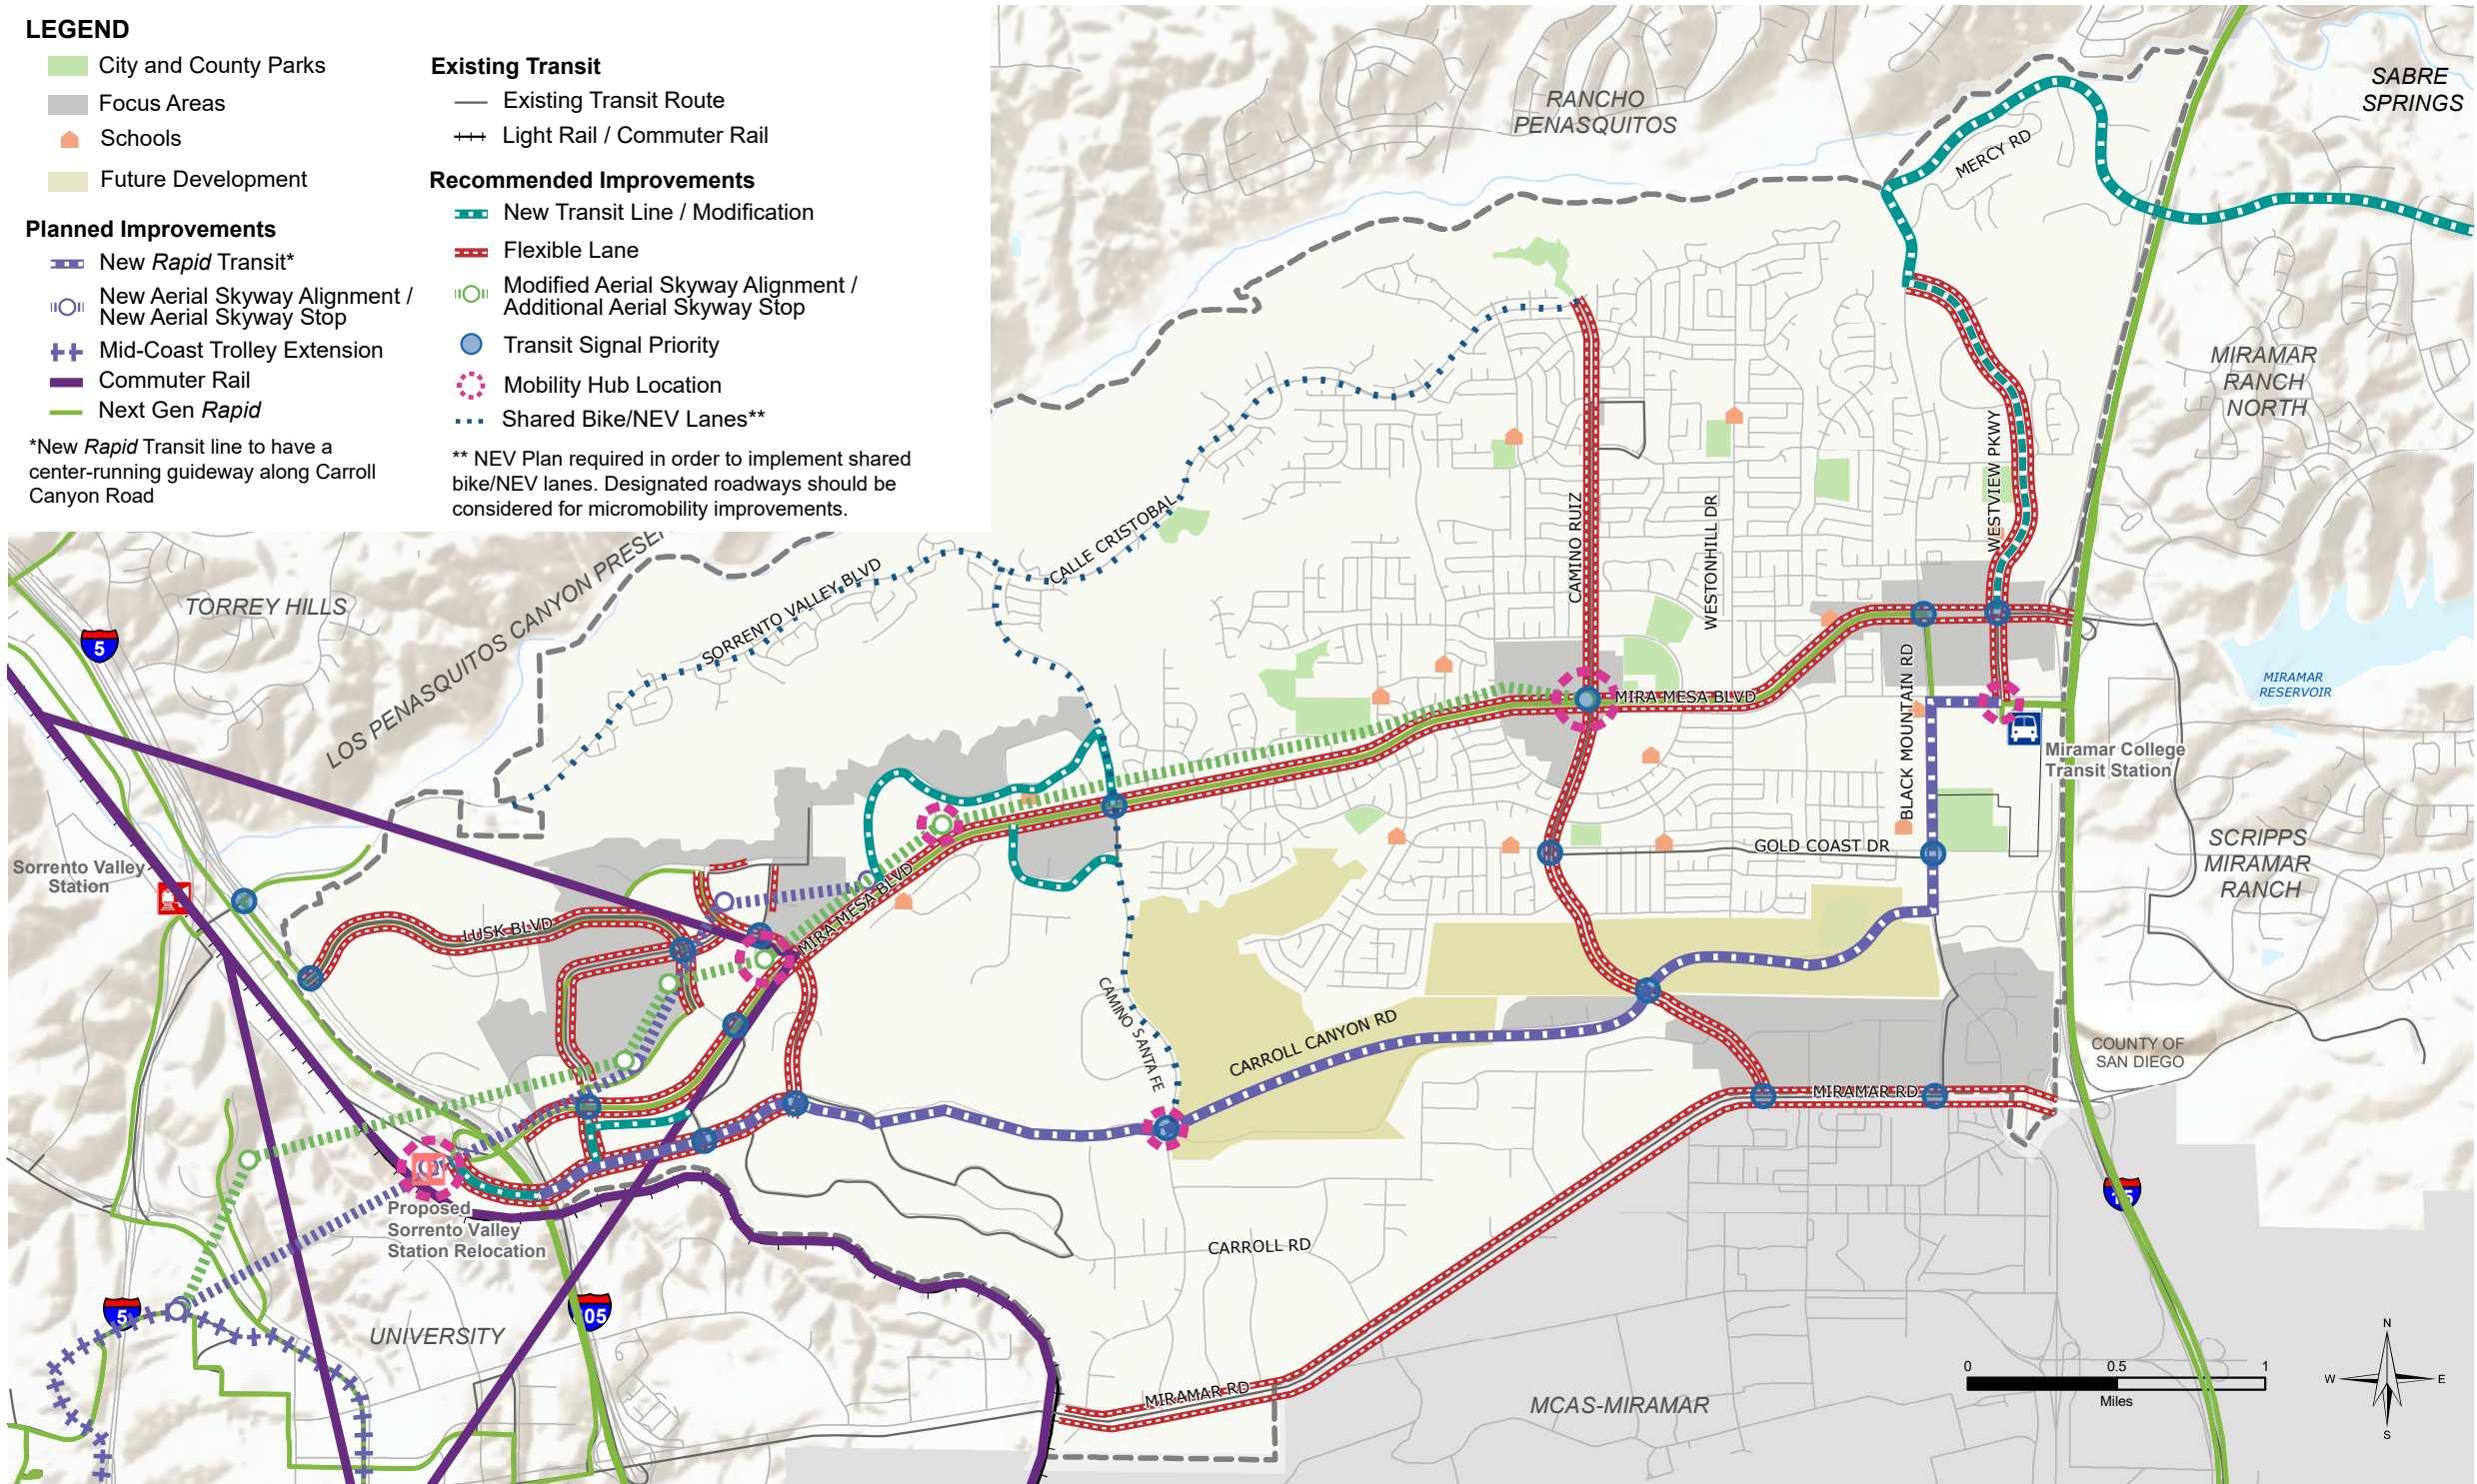 LEGEND
City and County Parks
Focus Areas
Schools
Future Development
Planned Improvements
New Rapid Transit*
New Aerial Skyway Alignment /
New Aerial Skyway Stop
Mid-Coast Trolley Extension
Commuter Rail
Next Gen Rapid
*New Rapid Transit line to have a
center-running guideway along Carroll
Canyon Road
Existing Transit
Existing Transit Route
Light Rail / Commuter Rail
Recommended Improvements
New Transit Line / Modification
Flexible Lane
Modified Aerial Skyway Alignment /
Additional Aerial Skyway Stop
Transit Signal Priority
Mobility Hub Location
Shared Bike/NEV Lanes**
** NEV Plan required in order to implement shared
bike/NEV lanes. Designated roadways should be
considered for micromobility improvements.
RANCHO
PENASQUITOS
SABRE
SPRINGS
MERCY RD
MIRAMAR
RANCH
NORTH
WESTVIEW PKWY
CAMINO RUIZ
WESTONHILL DR
CALLE CRISTOBAL
SORRENTO VALLEY BLVD
LOS PENASQUITOS CANYON
TORREY HILLS
5
MIRAMAR
RESERVOIR
MIRA MESA BLVD
BLACK MOUNTAIN RD
Miramar College
Transit Station
GOLD COAST DR
SCRIPPS
MIRAMAR
RANCH
Sorrento Valley
Station
LUSK BLVD
MIRA MESA BLVD
CAMINO SANTA FE
CARROLL CANYON RD
COUNTY OF
SAN DIEGO
MIRAMAR RD
Proposed
Sorrento Valley
Station Relocation
CARROLL RD
5
UNIVERSITY
MIRAMAR RD
MCAS-MIRAMAR
0
0.5
1
Miles
N
W
E
S